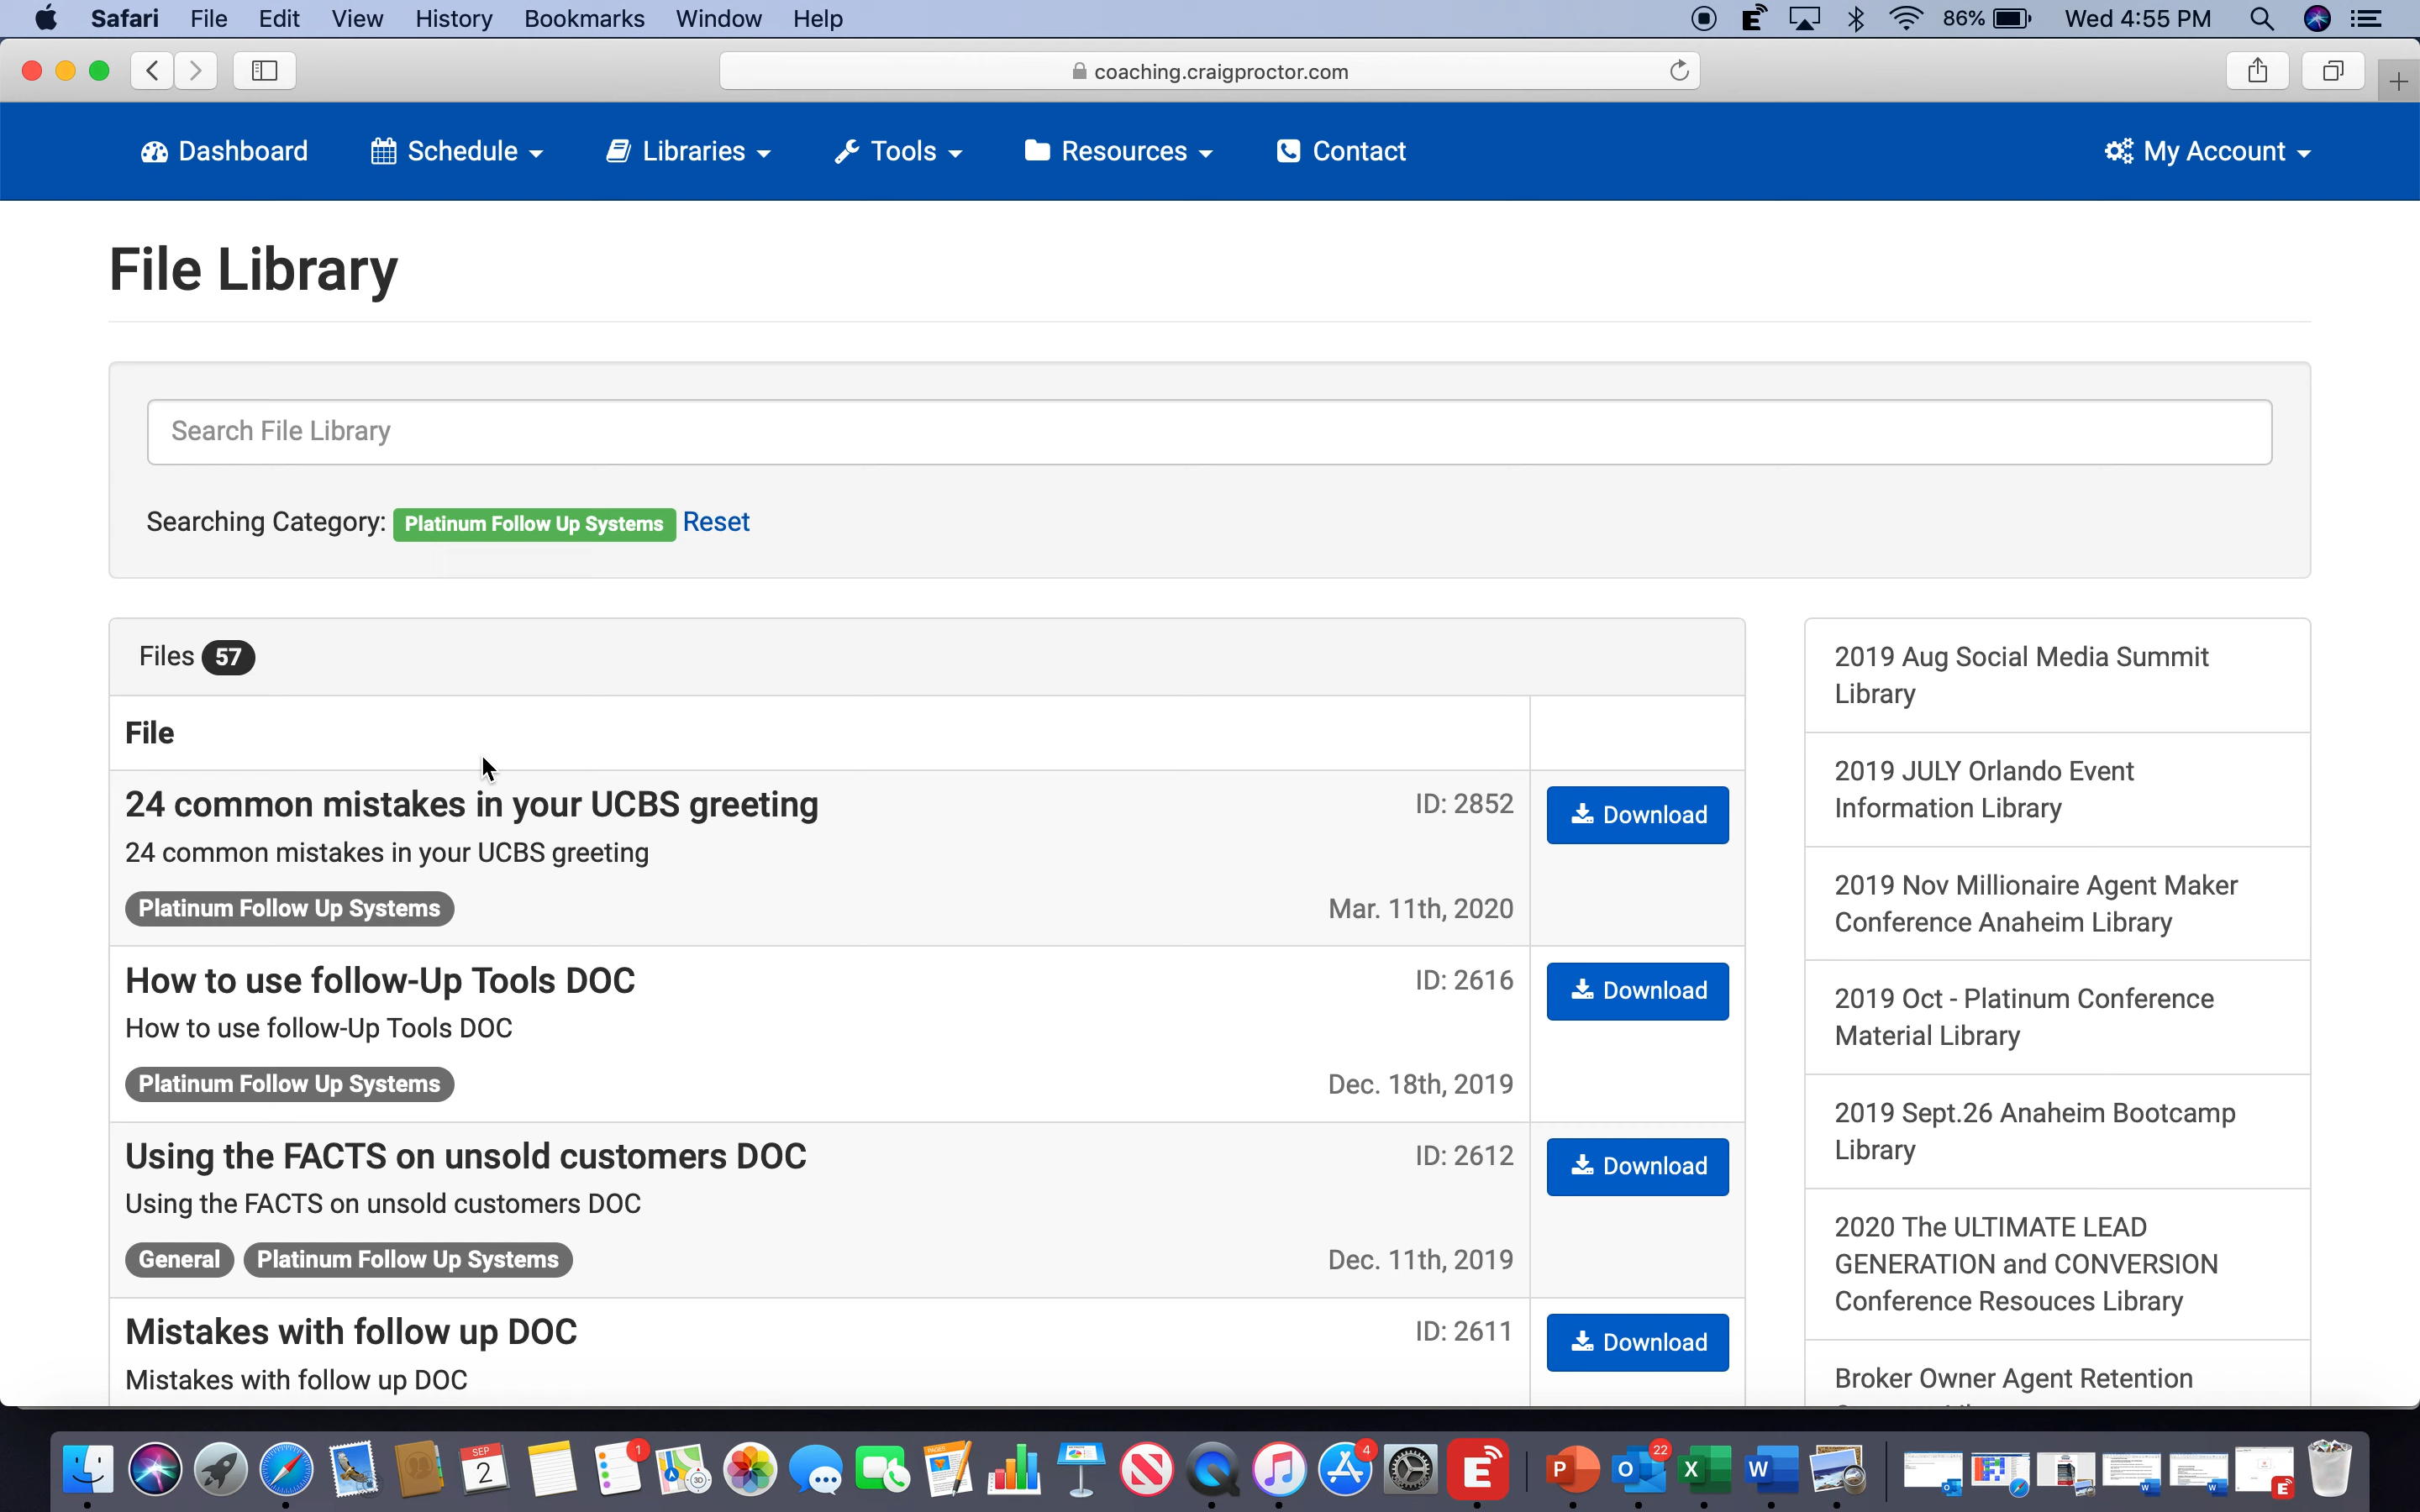 Safari File Edit View History Bookmarks Window Help 86% Wed 4:55 PM
coaching.craigproctor.com
Dashboard Schedule Libraries Tools Resources Contact My Account
File Library
Search File Library
Searching Category: Platinum Follow Up Systems Reset
Files 57
File
24 common mistakes in your UCBS greeting ID: 2852 Download
24 common mistakes in your UCBS greeting
Platinum Follow Up Systems Mar. 11th, 2020
How to use follow-Up Tools DOC ID: 2616 Download
How to use follow-Up Tools DOC
Platinum Follow Up Systems Dec. 18th, 2019
Using the FACTS on unsold customers DOC ID: 2612 Download
Using the FACTS on unsold customers DOC
General Platinum Follow Up Systems Dec. 11th, 2019
Mistakes with follow up DOC ID: 2611 Download
Mistakes with follow up DOC
2019 Aug Social Media Summit
Library
2019 JULY Orlando Event
Information Library
2019 Nov Millionaire Agent Maker
Conference Anaheim Library
2019 Oct - Platinum Conference
Material Library
2019 Sept.26 Anaheim Bootcamp
Library
2020 The ULTIMATE LEAD
GENERATION and CONVERSION
Conference Resouces Library
Broker Owner Agent Retention
SEP
2
1
3D
PAGES
4
E
P
O
22
X
W